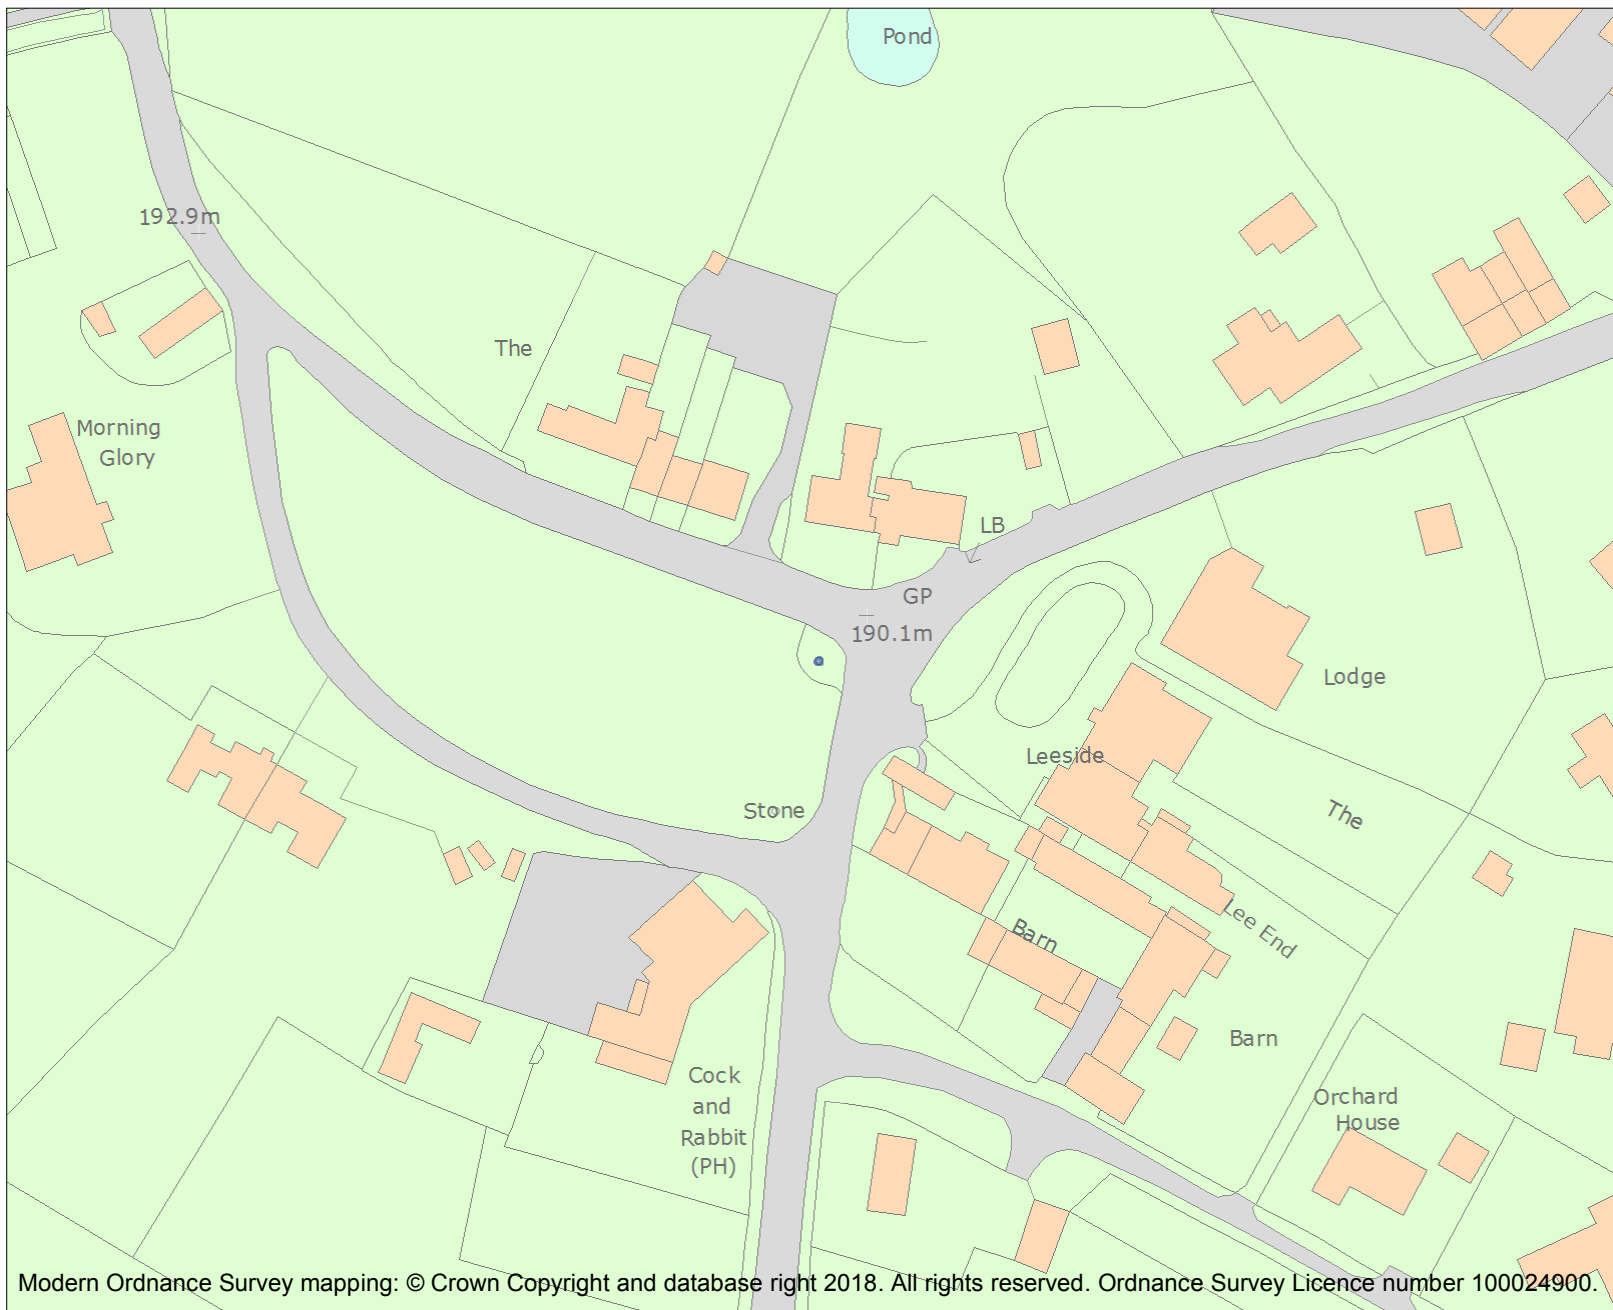 Pond
192.9m
The
Morning
Glory
LB
GP
190.1m
Lodge
Leeside
Stone
The
Lee End
Barn
Barn
Cock
and
Rabbit
(PH)
Orchard
House
Modern Ordnance Survey mapping: © Crown Copyright and database right 2018. All rights reserved. Ordnance Survey Licence number 100024900.